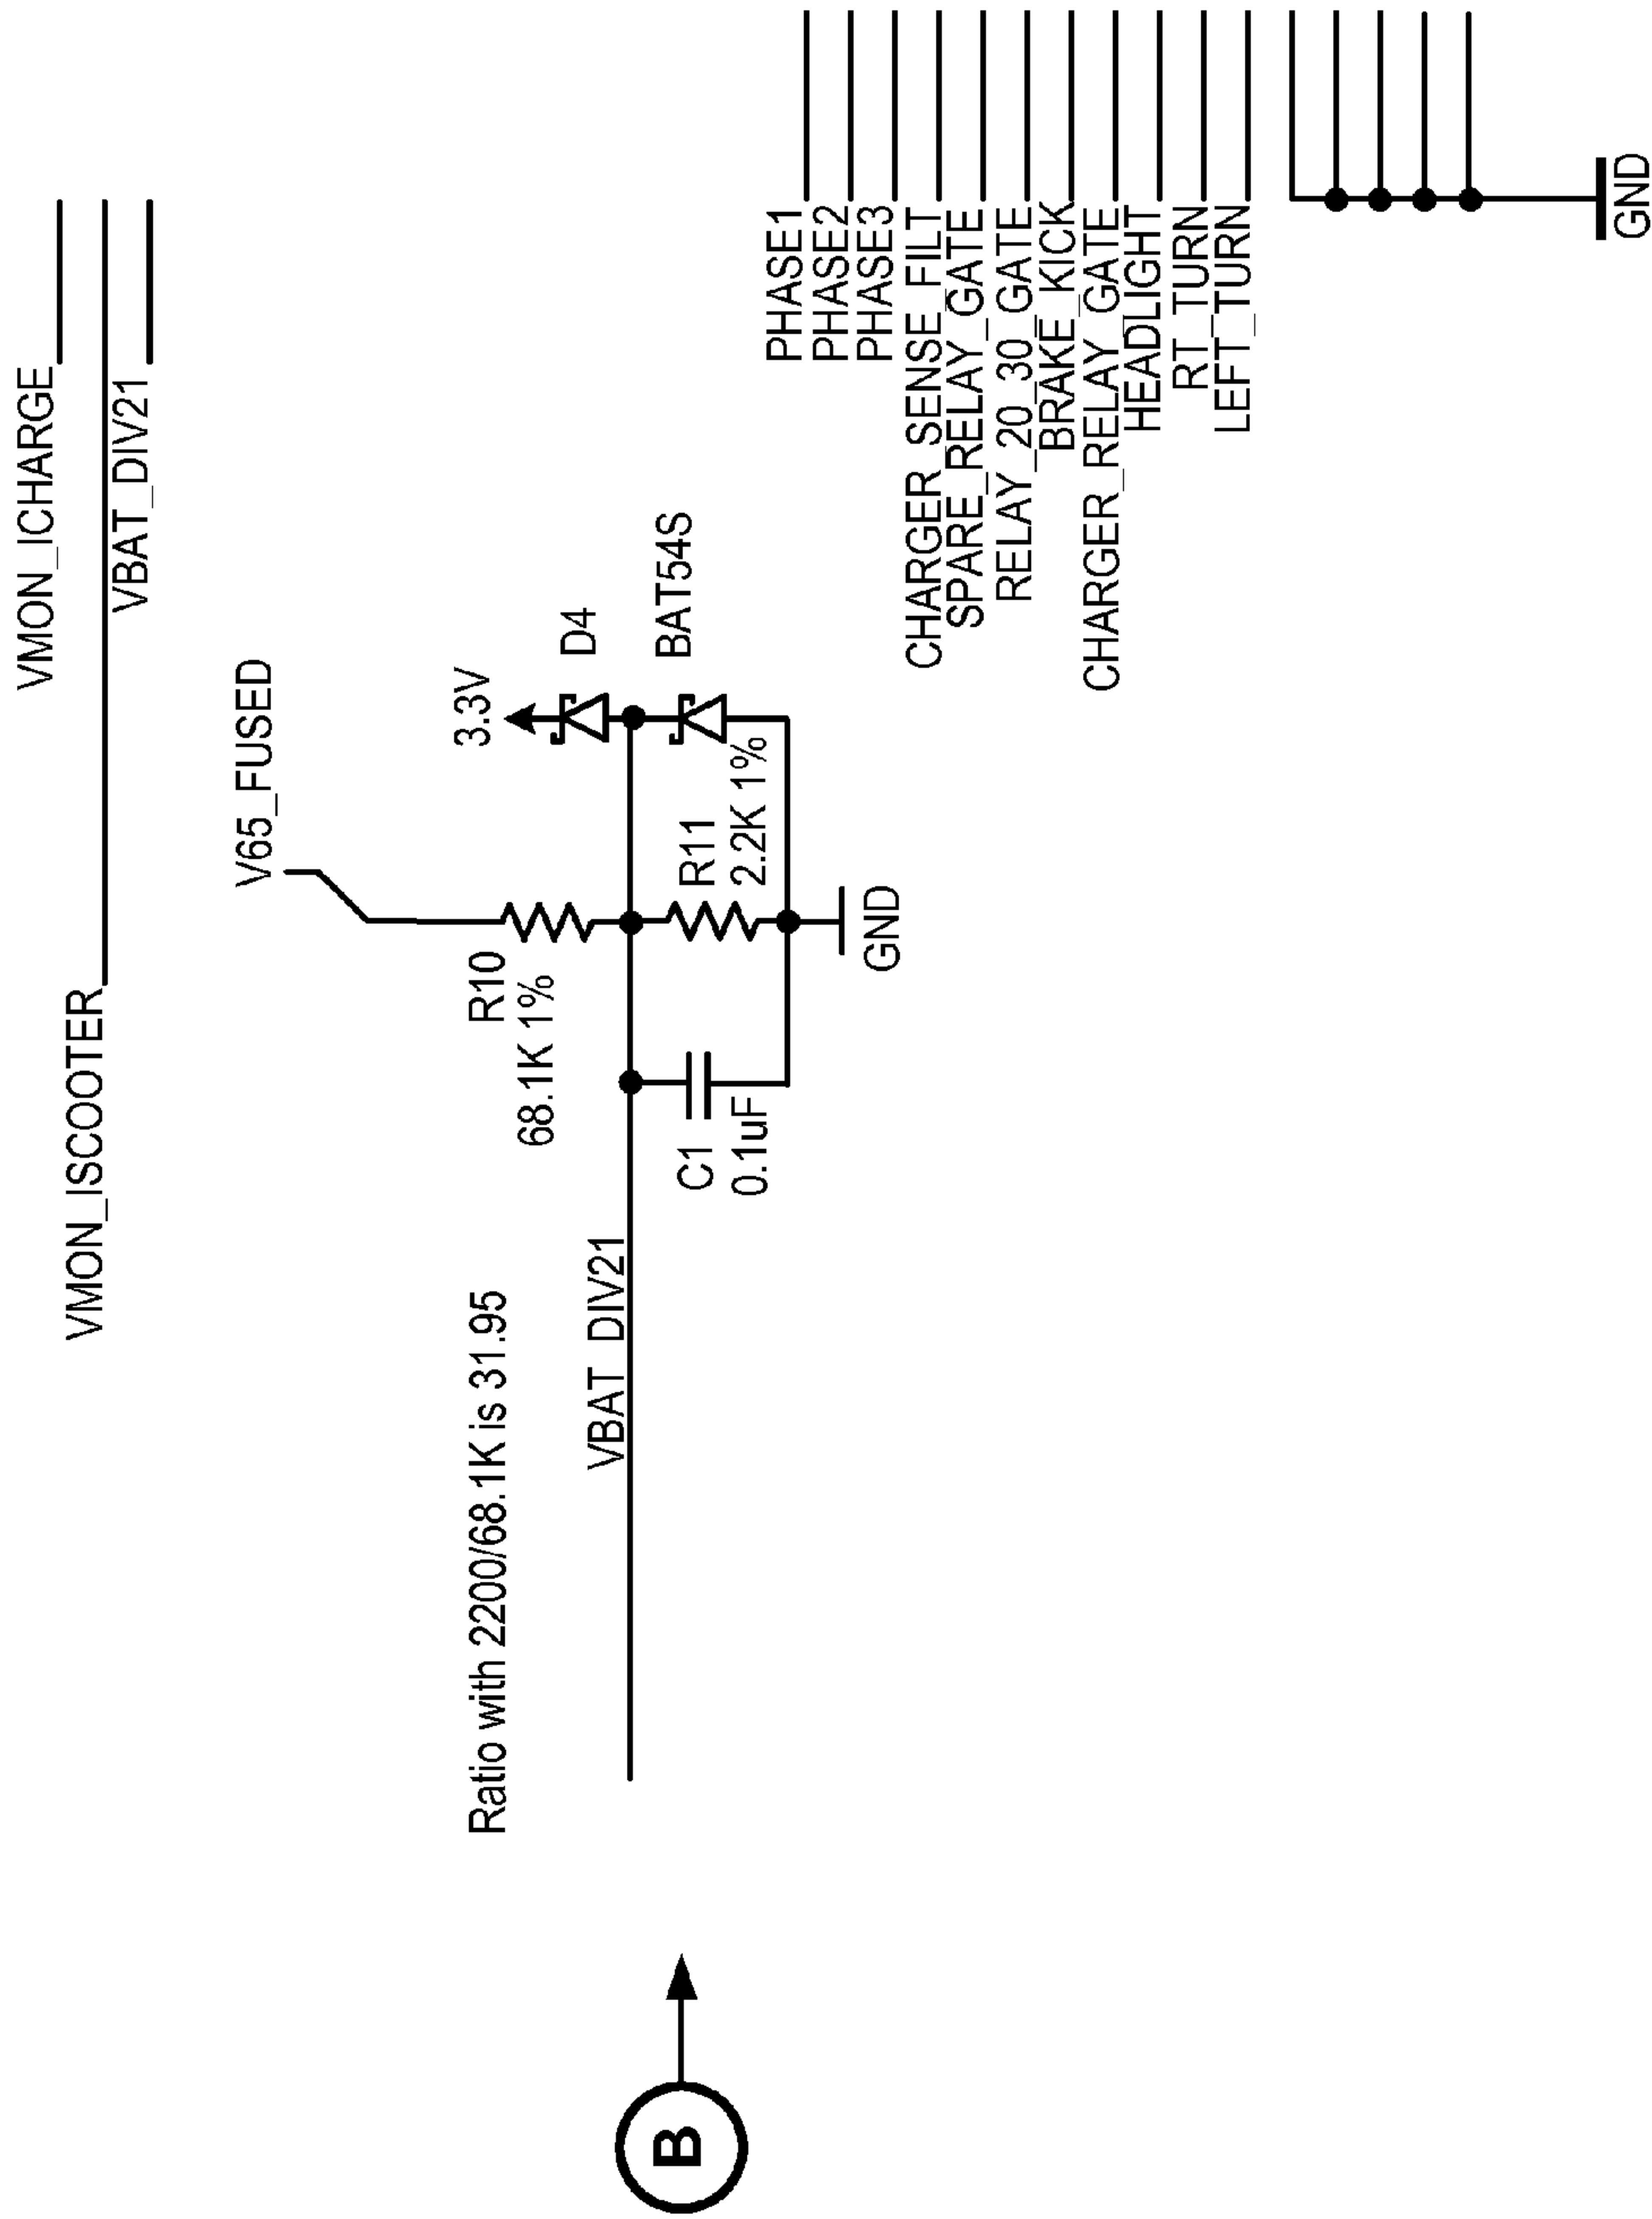 VMON_ICHARGE
VMON_ISCOOTER
VBAT_DIV21
V65_FUSED
3.3V
D4
BAT54S
R10
68.1K 1%
R11
2.2K 1%
C1
0.1uF
GND
Ratio with 2200/68.1K is 31.95
VBAT_DIV21
B
PHASE1
PHASE2
PHASE3
CHARGER_SENSE_FILT
SPARE_RELAY_GATE
RELAY_20_30_GATE
BRAKE_KICK
CHARGER_RELAY_GATE
HEADLIGHT
RT_TURN
LEFT_TURN
GND